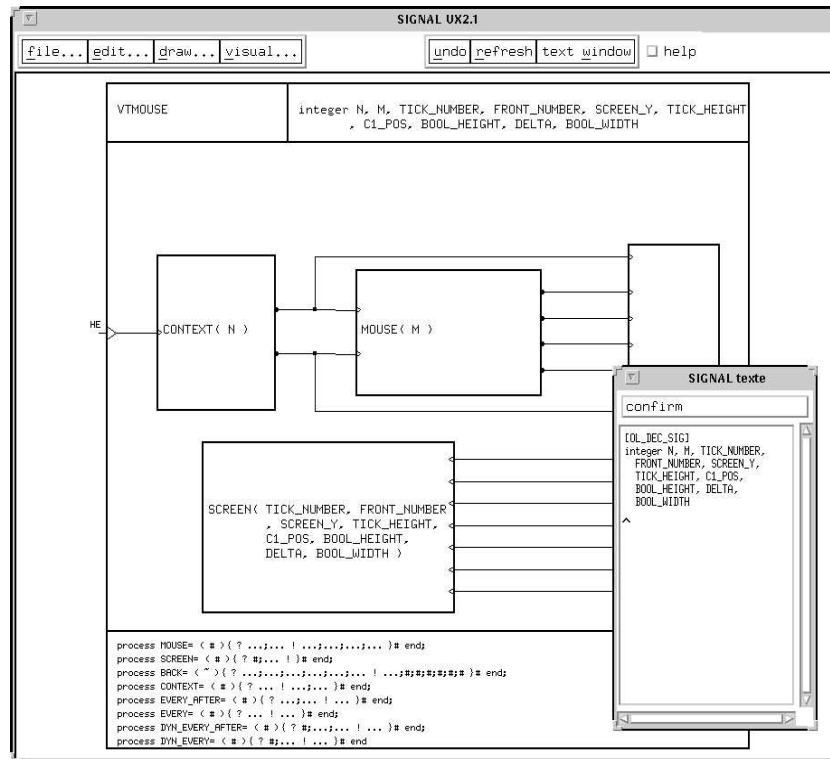 SIGNAL UX2.1
file... edit... draw... visual... undo refresh text window help
VTMOUSE
integer N, M, TICK_NUMBER, FRONT_NUMBER, SCREEN_Y, TICK_HEIGHT
, C1_POS, BOOL_HEIGHT, DELTA, BOOL_WIDTH
HE
CONTEXT( N )
MOUSE( M )
SCREEN( TICK_NUMBER, FRONT_NUMBER
, SCREEN_Y, TICK_HEIGHT,
C1_POS, BOOL_HEIGHT,
DELTA, BOOL_WIDTH )
SIGNAL texte
confirm
[OL_DEC_SIG]
integer N, M, TICK_NUMBER,
FRONT_NUMBER, SCREEN_Y,
TICK_HEIGHT, C1_POS,
BOOL_HEIGHT, DELTA,
BOOL_WIDTH
^
process MOUSE= ( # ){ ? ...;... ! ...;...;...;... }# end;
process SCREEN= ( # ){ ? #;... ! }# end;
process BACK= ( ~ ){ ? ...;...;...;...;...;... ! ...;#;#;#;#;#;# }# end;
process CONTEXT= ( # ){ ? ... ! ...;... }# end;
process EVERY_AFTER= ( # ){ ? ...;... ! ... }# end;
process EVERY= ( # ){ ? ... ! ... }# end;
process DYN_EVERY_AFTER= ( # ){ ? #;...;... ! ... }# end;
process DYN_EVERY= ( # ){ ? #;... ! ... }# end